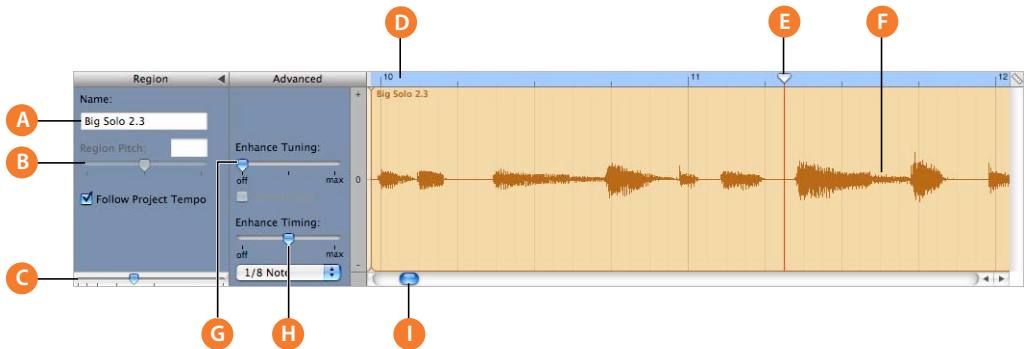 D
E
F
Region
Advanced
10
11
12
Name:
+
Big Solo 2.3
A
Big Solo 2.3
Region Pitch:
B
Enhance Tuning:
off
max
0
Follow Project Tempo
Enhance Timing:
off
max
1/8 Note
-
C
G
H
I